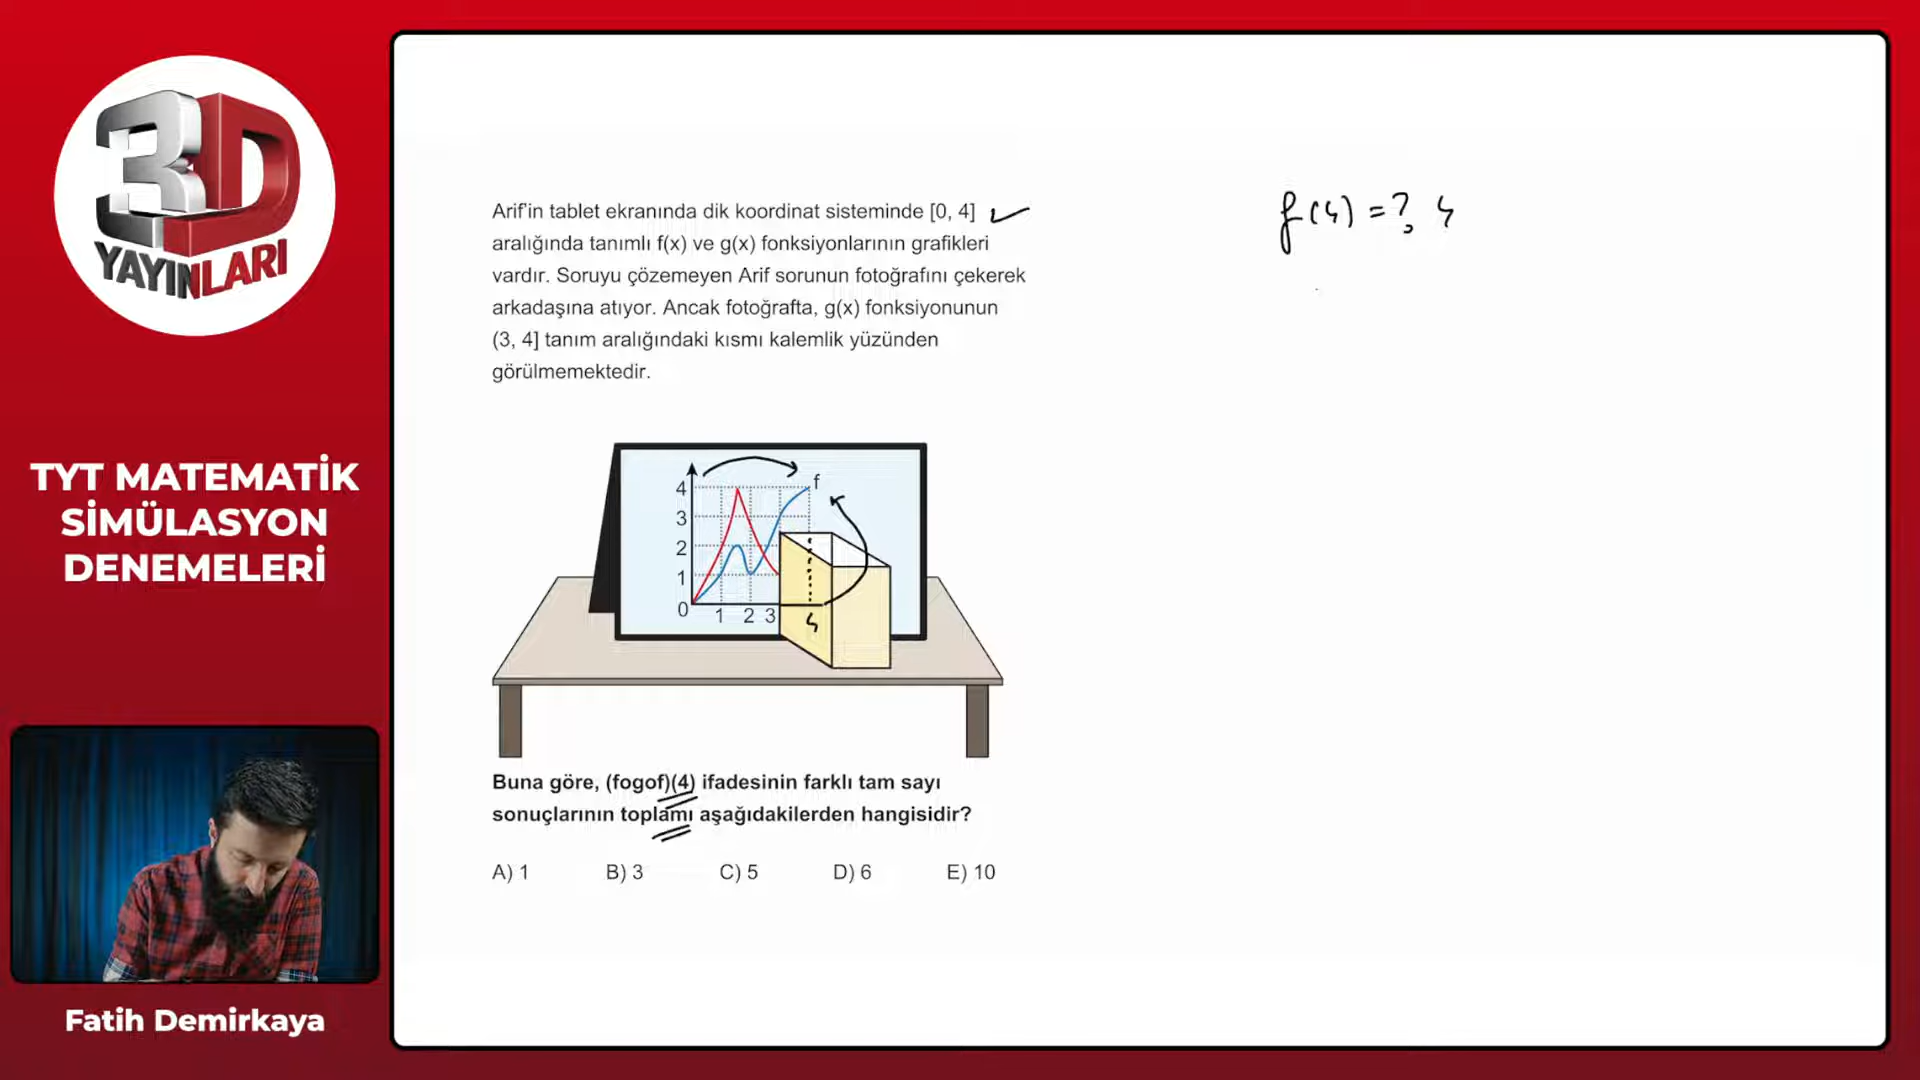 3D
YAYINLARI
TYT MATEMATİK
SİMÜLASYON
DENEMELERİ
Fatih Demirkaya
Arif'in tablet ekranında dik koordinat sisteminde [0, 4]
aralığında tanımlı f(x) ve g(x) fonksiyonlarının grafikleri
vardır. Soruyu çözemeyen Arif sorunun fotoğrafını çekerek
arkadaşına atıyor. Ancak fotoğrafta, g(x) fonksiyonunun
(3, 4] tanım aralığındaki kısmı kalemlik yüzünden
görülmemektedir.
f(4) = ? 4
f
4
3
2
1
0
1 2 3 4
Buna göre, (fogof)(4) ifadesinin farklı tam sayı
sonuçlarının toplamı aşağıdakilerden hangisidir?
A) 1 B) 3 C) 5 D) 6 E) 10